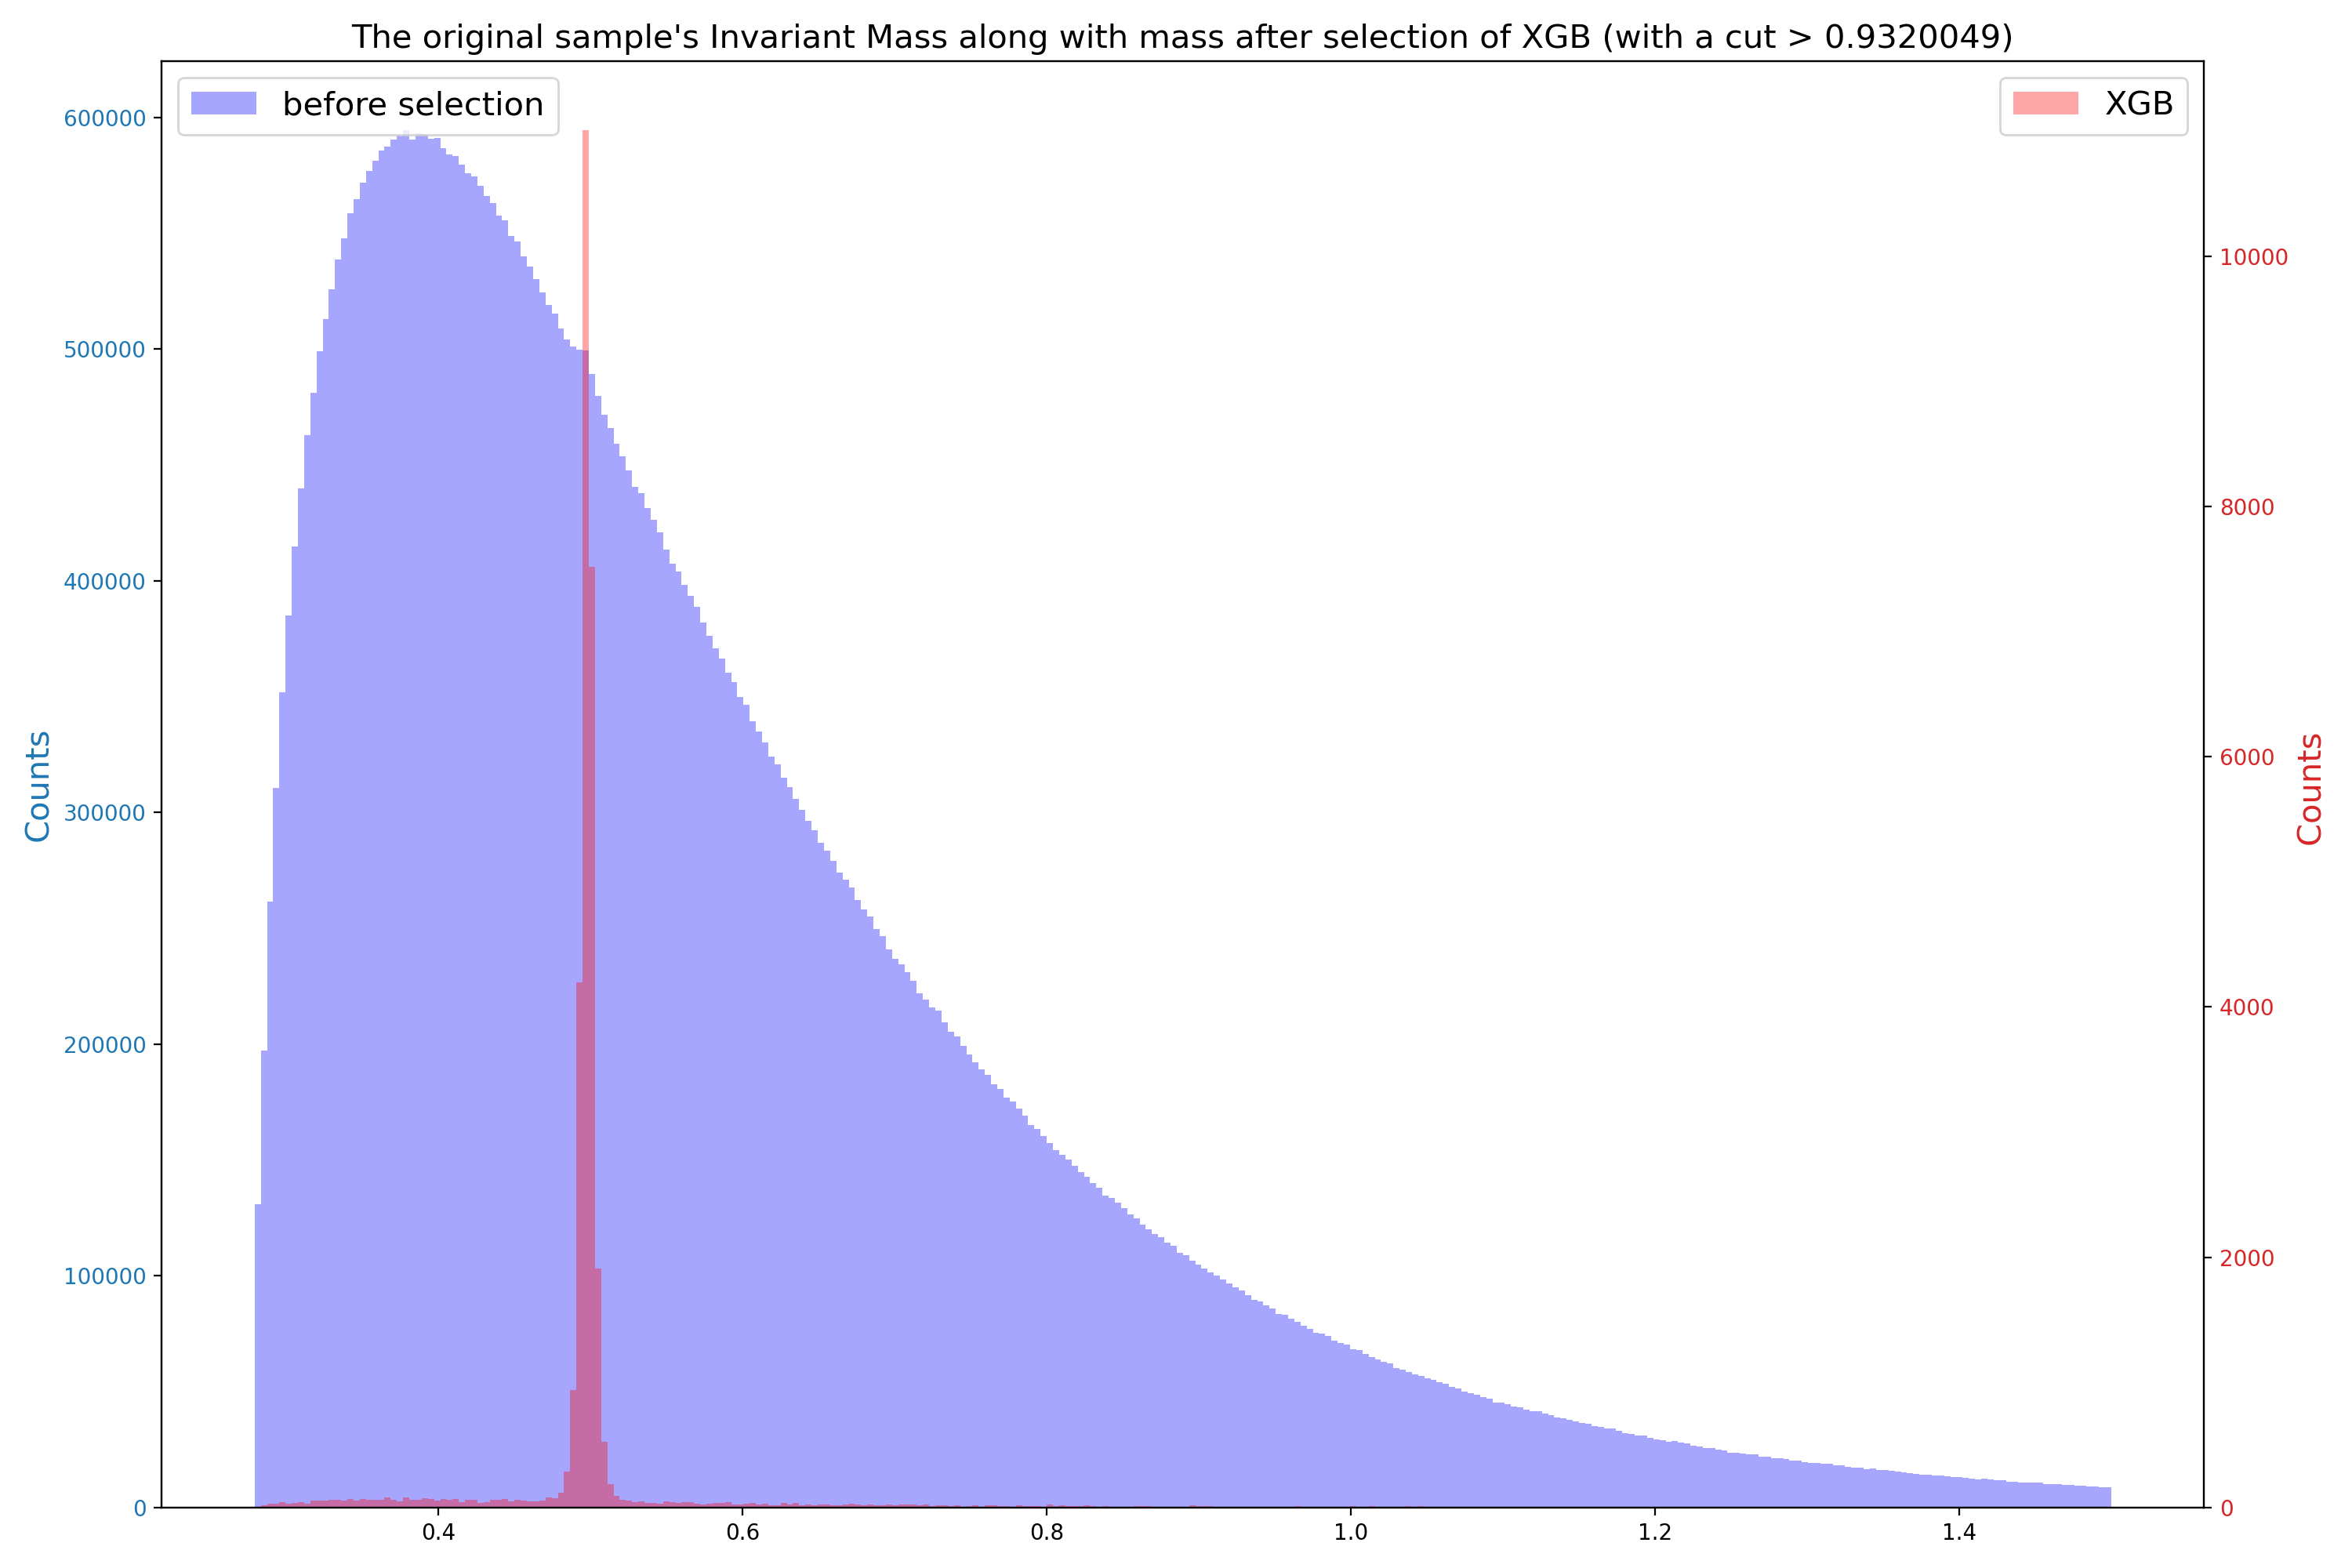 The original sample's Invariant Mass along with mass after selection of XGB (with a cut > 0.9320049)
before selection
XGB
600000
500000
400000
300000
200000
100000
0
Counts
10000
8000
6000
4000
2000
0
Counts
0.4 0.6 0.8 1.0 1.2 1.4